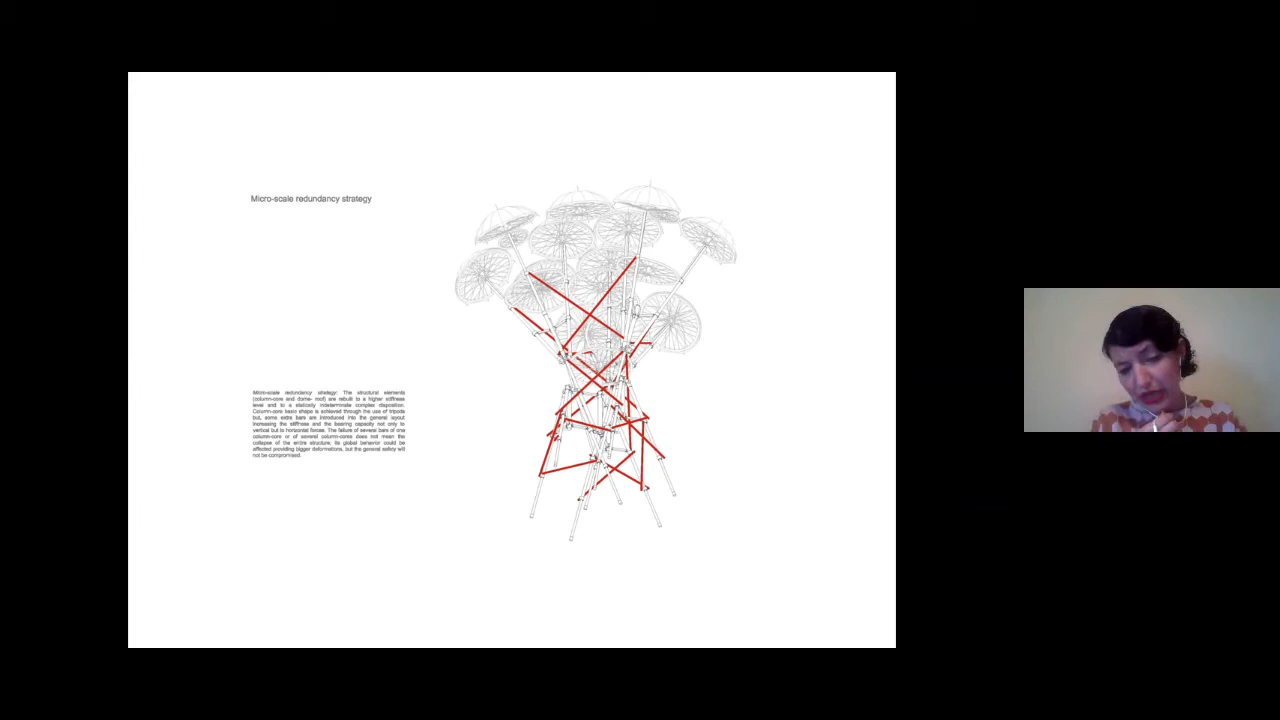 Micro-scale redundancy strategy
Micro-scale redundancy strategy: The structural elements
(column-core and dome- roof) are rebuilt to a higher stiffness
level and to a statically indeterminate complex disposition.
Column-core basin shape is achieved through the use of tripods
but, some extra bars are introduced into the general layout
increasing the stiffness and the bearing capacity not only to
vertical but to horizontal forces. The failure of several bars of one
column-core or of several column-cores does not mean the
collapse of the entire structure; its global behavior could be
affected providing bigger deformations, but the general safety will
not be compromised.